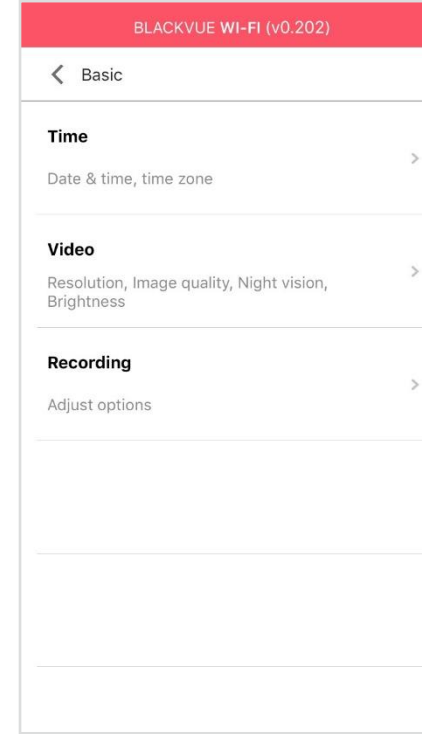 BLACKVUE WI-FI (v0.202)
Basic
Time
Date & time, time zone
Video
Resolution, Image quality, Night vision,
Brightness
Recording
Adjust options